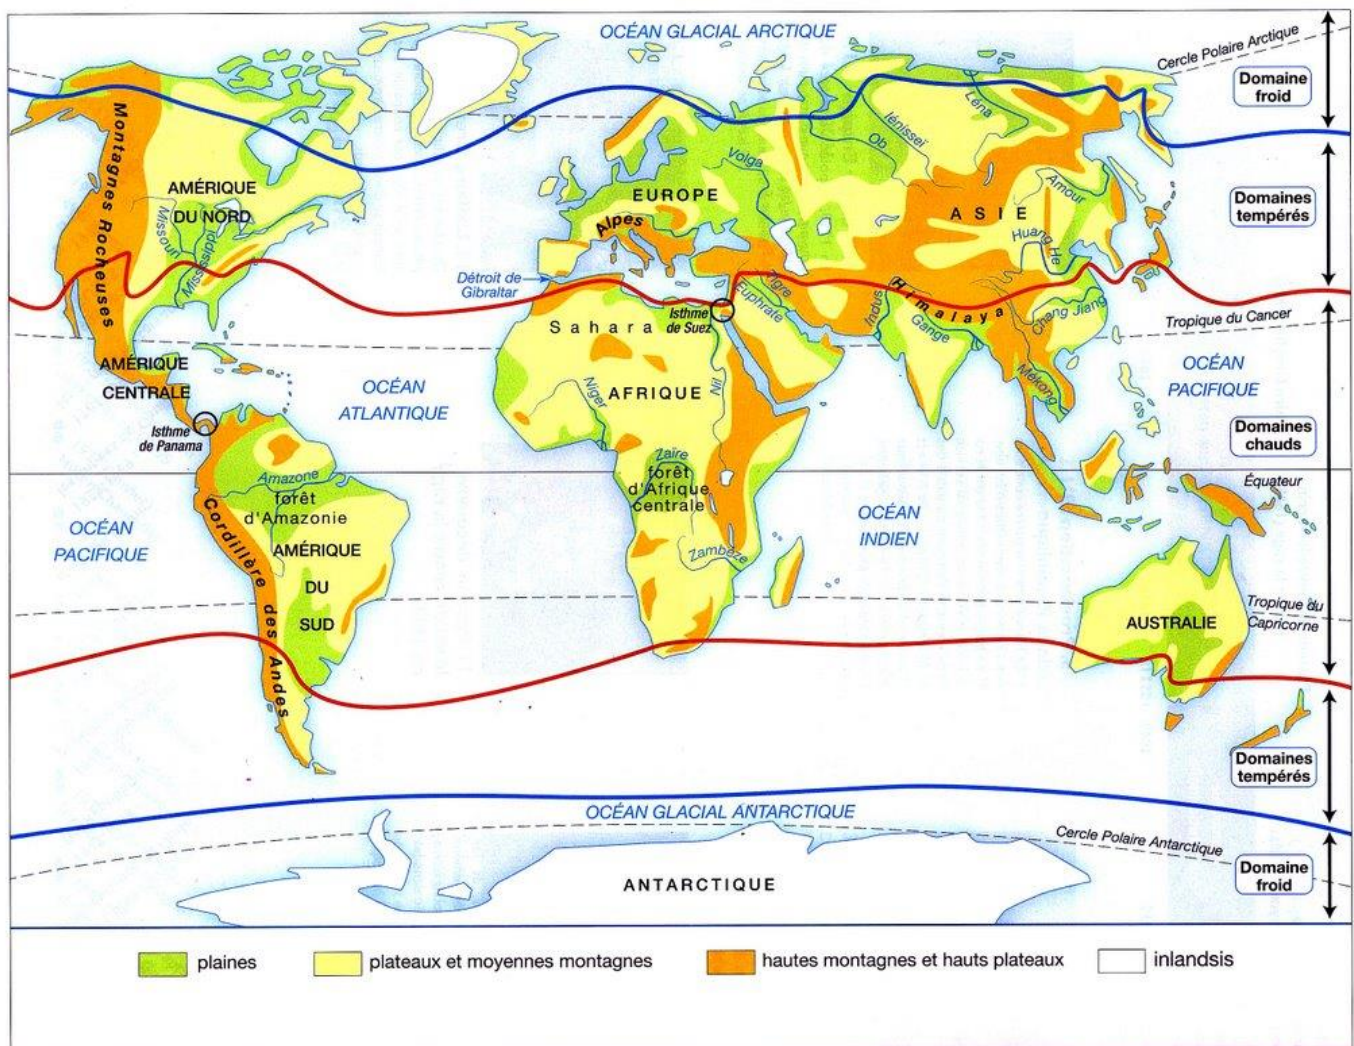 OCÉAN GLACIAL ARCTIQUE
Cercle Polaire Arctique
Domaine
froid
Montagnes Rocheuses
Léna
Iénisseï
Ob
Volga
AMÉRIQUE
DU NORD
Missouri
Mississippi
EUROPE
Alpes
ASIE
Amour
Huang He
Domaines
tempérés
Détroit de
Gibraltar
Isthme
de Suez
Tigre
Euphrate
Indus
Himalaya
Gange
Chang Jiang
Mékong
Tropique du Cancer
Sahara
AMÉRIQUE
CENTRALE
OCÉAN
ATLANTIQUE
Niger
AFRIQUE
Nil
OCÉAN
PACIFIQUE
Isthme
de Panama
Domaines
chauds
Amazone
forêt
d'Amazonie
Zaïre
forêt
d'Afrique
centrale
Équateur
OCÉAN
PACIFIQUE
Cordillère des Andes
AMÉRIQUE
DU
SUD
Zambèze
OCÉAN
INDIEN
Tropique du
Capricorne
AUSTRALIE
Domaines
tempérés
OCÉAN GLACIAL ANTARCTIQUE
Cercle Polaire Antarctique
ANTARCTIQUE
Domaine
froid
plaines
plateaux et moyennes montagnes
hautes montagnes et hauts plateaux
inlandsis